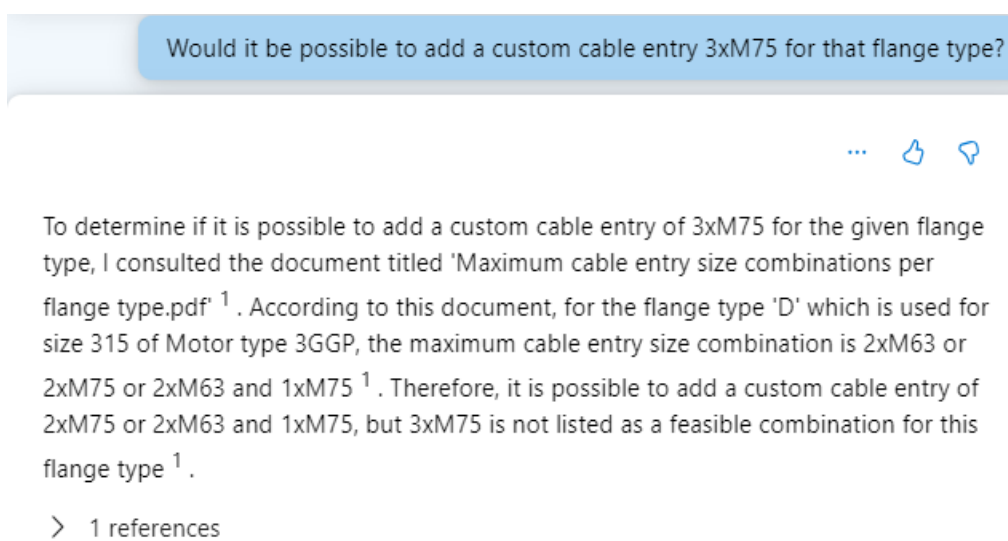 Would it be possible to add a custom cable entry 3xM75 for that flange type?
...
To determine if it is possible to add a custom cable entry of 3xM75 for the given flange
type, I consulted the document titled 'Maximum cable entry size combinations per
flange type.pdf' 1 . According to this document, for the flange type 'D' which is used for
size 315 of Motor type 3GGP, the maximum cable entry size combination is 2xM63 or
2xM75 or 2xM63 and 1xM75 1 . Therefore, it is possible to add a custom cable entry of
2xM75 or 2xM63 and 1xM75, but 3xM75 is not listed as a feasible combination for this
flange type 1 .
1 references